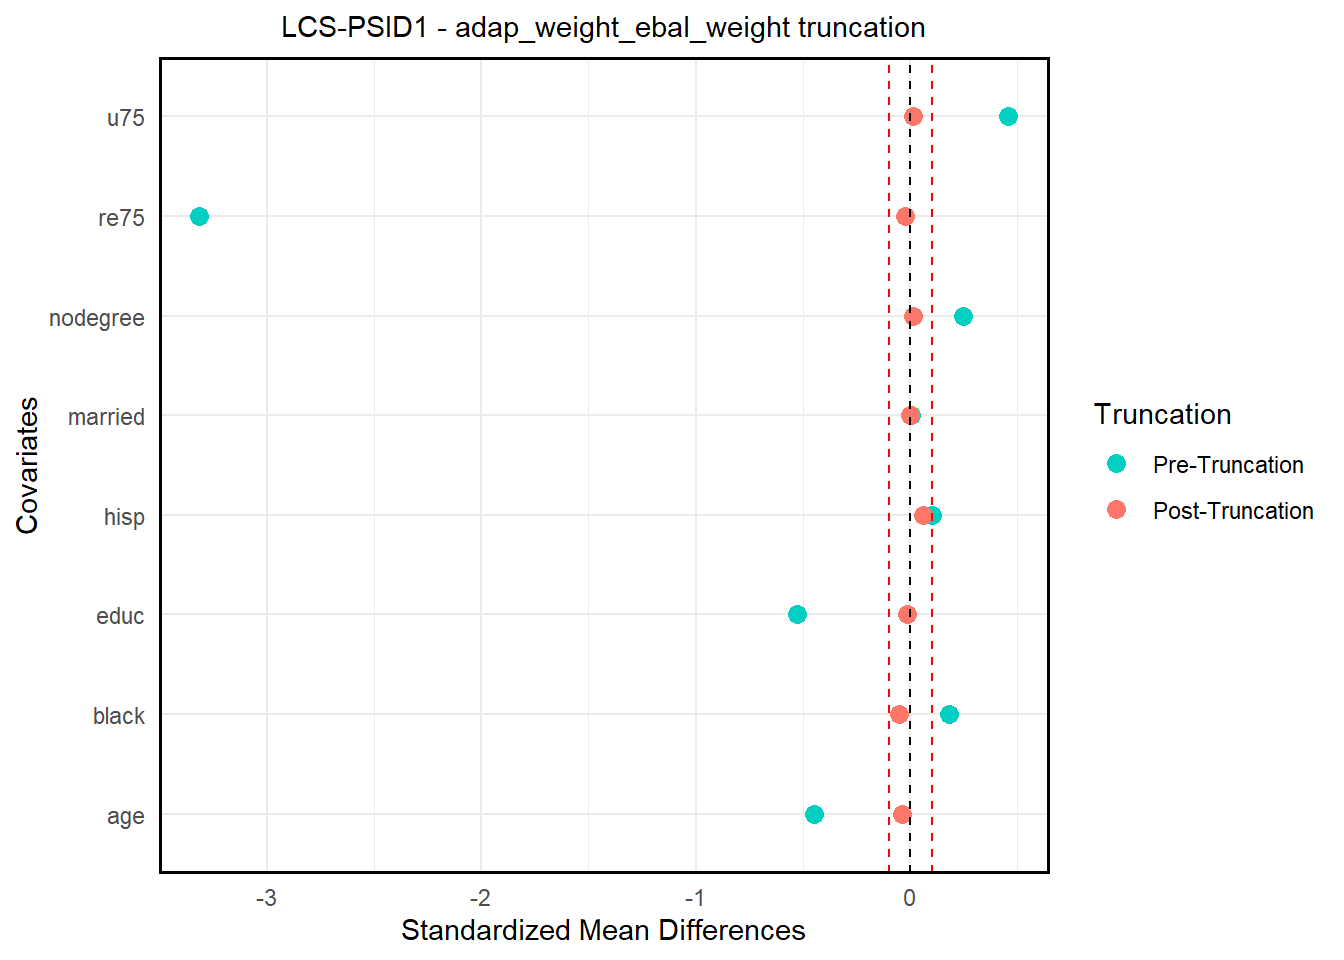 LCS-PSID1 - adap_weight_ebal_weight truncation
u75
re75
nodegree
married
hisp
educ
black
age
Covariates
-3
-2
-1
0
Standardized Mean Differences
Truncation
Pre-Truncation
Post-Truncation